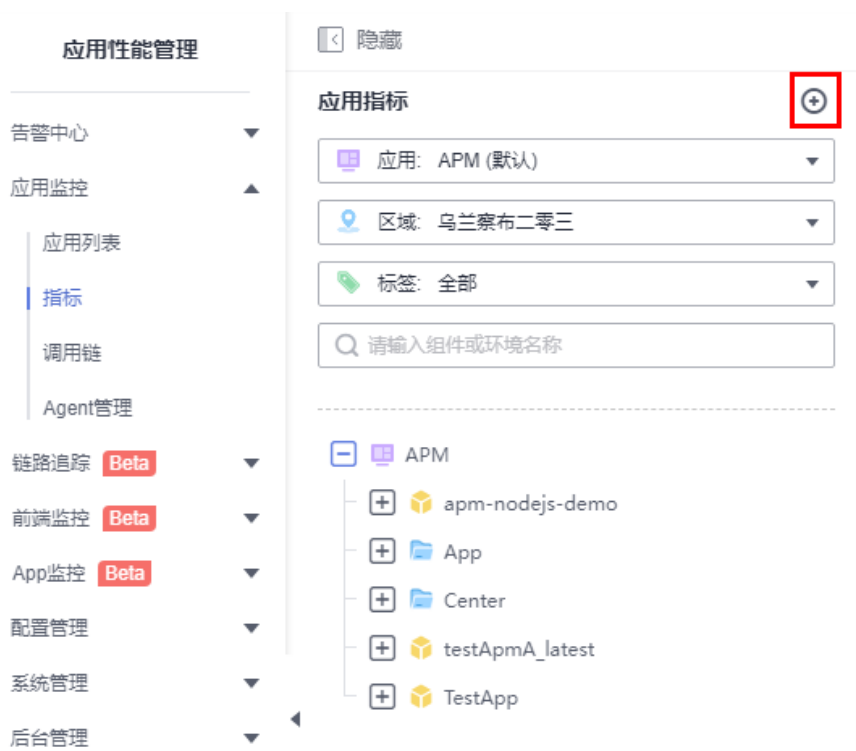 应用性能管理
告警中心
应用监控
应用列表
指标
调用链
Agent管理
链路追踪 Beta
前端监控 Beta
App监控 Beta
配置管理
系统管理
后台管理
隐藏
应用指标
应用: APM (默认)
区域: 乌兰察布二零三
标签: 全部
请输入组件或环境名称
APM
apm-nodejs-demo
App
Center
testApmA_latest
TestApp